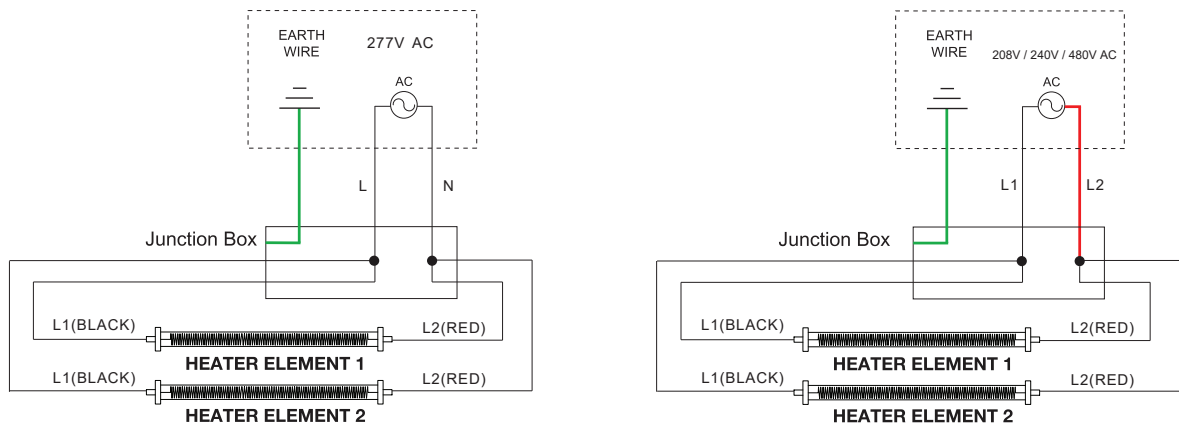 EARTH
WIRE
277V AC
AC
L
N
Junction Box
L1(BLACK)
L2(RED)
HEATER ELEMENT 1
L1(BLACK)
L2(RED)
HEATER ELEMENT 2
EARTH
WIRE
208V / 240V / 480V AC
AC
L1
L2
Junction Box
L1(BLACK)
L2(RED)
HEATER ELEMENT 1
L1(BLACK)
L2(RED)
HEATER ELEMENT 2